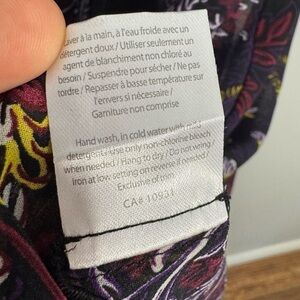 laver à la main, à l'eau froide avec un
détergent doux / Utiliser seulement un
agent de blanchiment non chloré au
besoin / Suspendre pour sécher / Ne pas
tordre / Repasser à basse température sur
l'envers si nécessaire /
Garniture non comprise
Hand wash, in cold water with mild
detergent / Use only non-chlorine bleach
when needed / Hang to dry / Do not wring /
iron at low setting on reverse if needed /
Exclusive of trim
CA# 10931